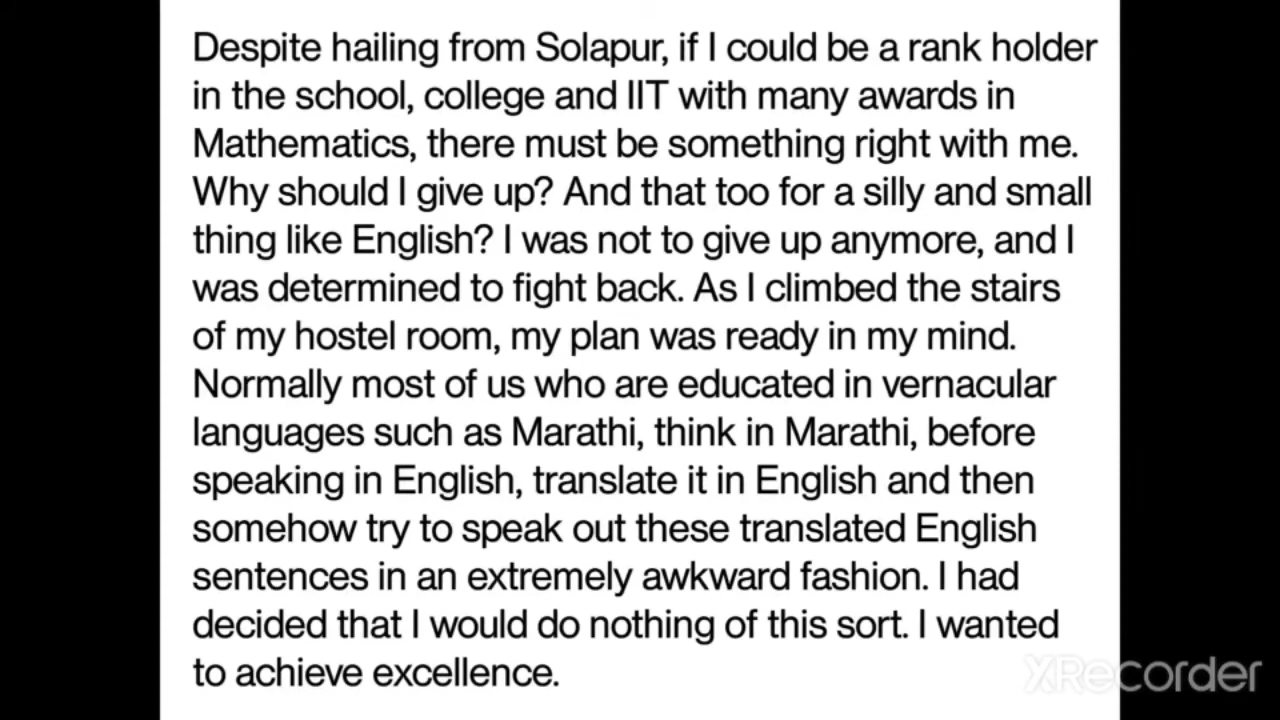 Despite hailing from Solapur, if I could be a rank holder
in the school, college and IIT with many awards in
Mathematics, there must be something right with me.
Why should I give up? And that too for a silly and small
thing like English? I was not to give up anymore, and I
was determined to fight back. As I climbed the stairs
of my hostel room, my plan was ready in my mind.
Normally most of us who are educated in vernacular
languages such as Marathi, think in Marathi, before
speaking in English, translate it in English and then
somehow try to speak out these translated English
sentences in an extremely awkward fashion. I had
decided that I would do nothing of this sort. I wanted
to achieve excellence.
XRecorder